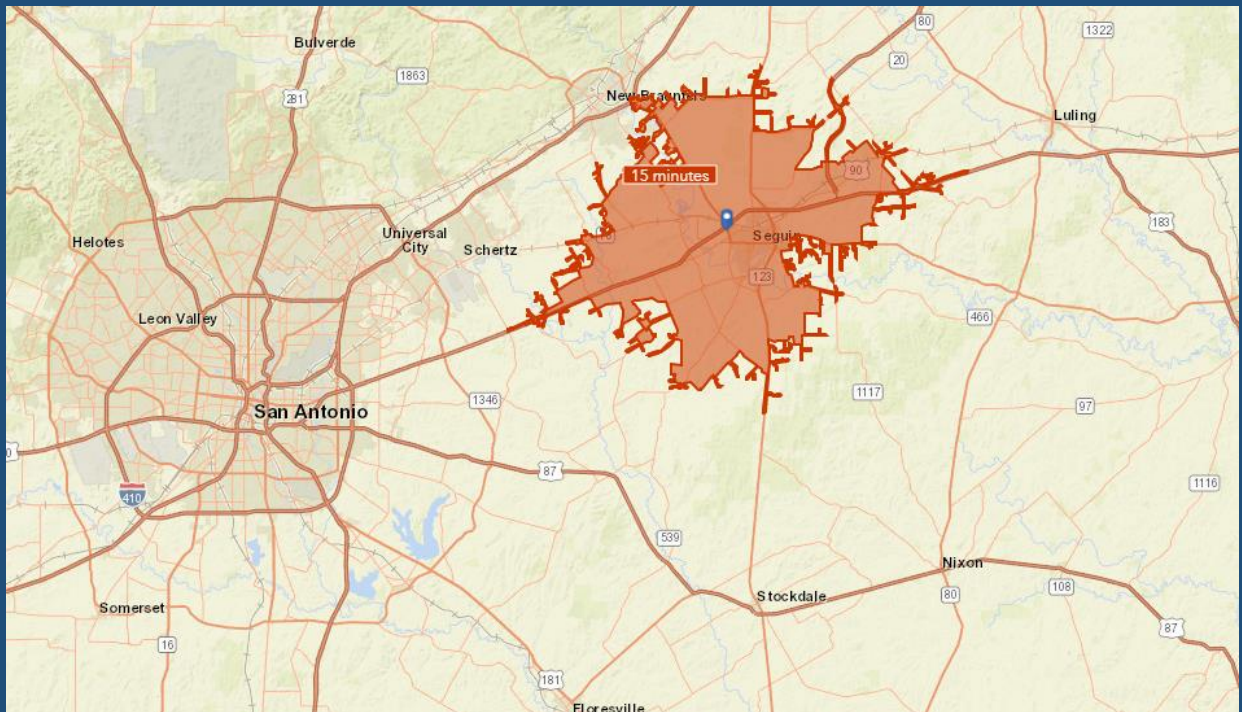 80
1322
Bulverde
20
1863
281
New Braunfels
Luling
15 minutes
90
183
Universal
City
Helotes
Schertz
Seguin
123
466
Leon Valley
1117
1346
97
San Antonio
87
1116
410
539
Nixon
108
80
Stockdale
Somerset
87
16
181
Floresville